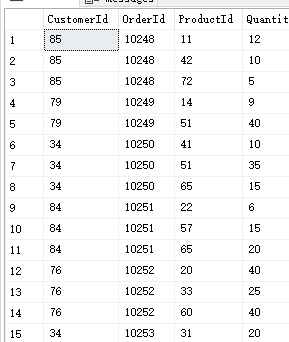 messages
CustomerId OrderId ProductId Quantit
1 85 10248 11 12
2 85 10248 42 10
3 85 10248 72 5
4 79 10249 14 9
5 79 10249 51 40
6 34 10250 41 10
7 34 10250 51 35
8 34 10250 65 15
9 84 10251 22 6
10 84 10251 57 15
11 84 10251 65 20
12 76 10252 20 40
13 76 10252 33 25
14 76 10252 60 40
15 34 10253 31 20